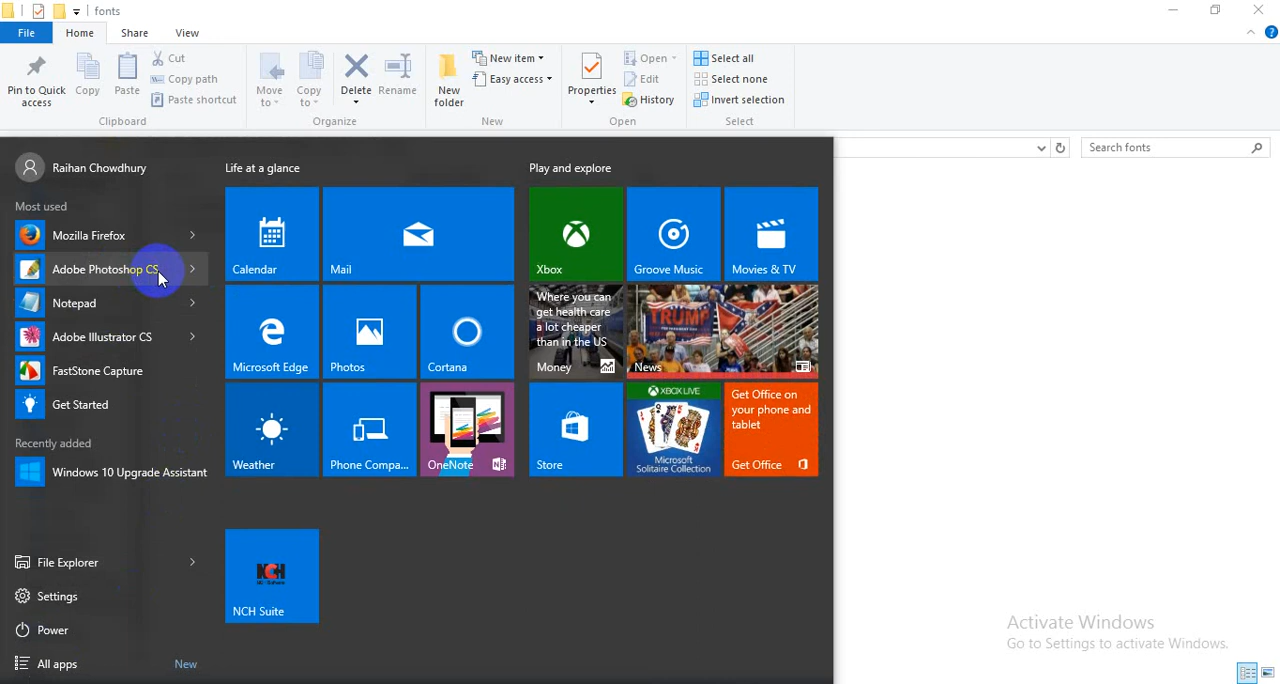 fonts
File Home Share View
Pin to Quick access
Copy
Paste
Cut
Copy path
Paste shortcut
Clipboard
Move to
Copy to
Delete
Rename
Organize
New folder
New item
Easy access
New
Properties
Open
Edit
History
Open
Select all
Select none
Invert selection
Select
Search fonts
Raihan Chowdhury
Most used
Mozilla Firefox
Adobe Photoshop CS
Notepad
Adobe Illustrator CS
FastStone Capture
Get Started
Recently added
Windows 10 Upgrade Assistant
File Explorer
Settings
Power
All apps New
Life at a glance
Calendar
Mail
Microsoft Edge
Photos
Cortana
Weather
Phone Compa...
OneNote
NCH
NCH Suite
Play and explore
Xbox
Groove Music
Movies & TV
Where you can
get health care
a lot cheaper
than in the US
Money
TRUMP
News
Store
XBOX LIVE
Microsoft
Solitaire Collection
Get Office on
your phone and
tablet
Get Office
Activate Windows
Go to Settings to activate Windows.